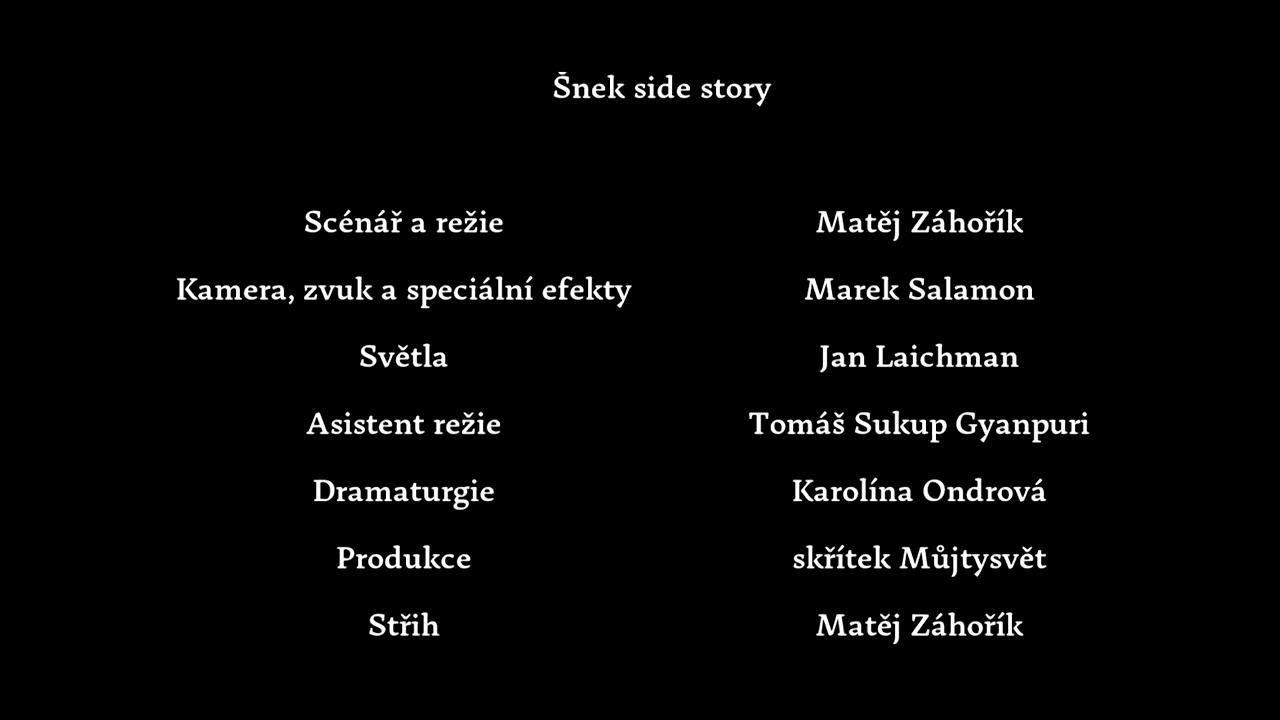 Šnek side story
Scénář a režie Matěj Záhořík
Kamera, zvuk a speciální efekty Marek Salamon
Světla Jan Laichman
Asistent režie Tomáš Sukup Gyanpuri
Dramaturgie Karolína Ondrová
Produkce skřítek Můjtysvět
Střih Matěj Záhořík